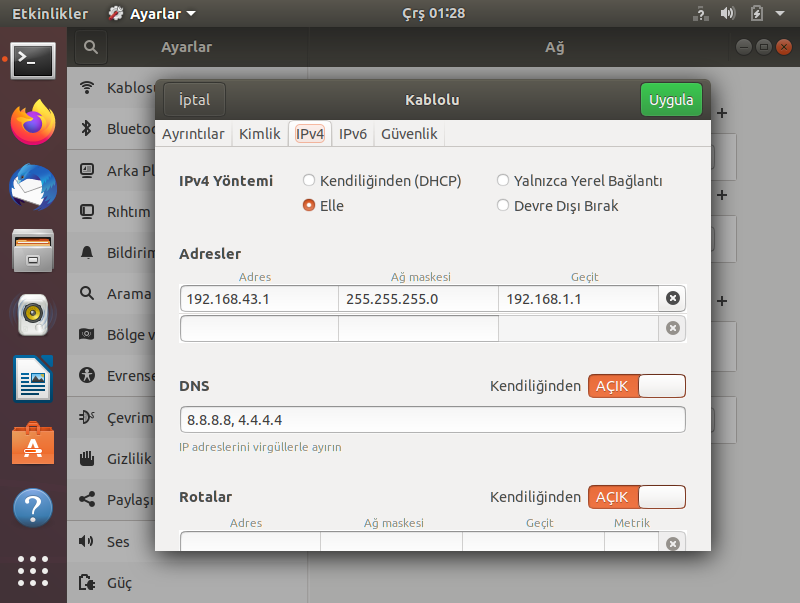 Etkinlikler
Ayarlar
Çrş 01:28
Ayarlar
Ağ
Kablosu
Bluetoo
Arka Pl
Rıhtım
Bildirim
Arama
Bölge v
Evrense
Çevrim
Gizlilik
Paylaşı
Ses
Güç
İptal
Kablolu
Uygula
Ayrıntılar Kimlik IPv4 IPv6 Güvenlik
IPv4 Yöntemi
Kendiliğinden (DHCP)
Yalnızca Yerel Bağlantı
Elle
Devre Dışı Bırak
Adresler
Adres Ağ maskesi Geçit
192.168.43.1 255.255.255.0 192.168.1.1
DNS Kendiliğinden AÇIK
8.8.8.8, 4.4.4.4
IP adreslerini virgüllerle ayırın
Rotalar Kendiliğinden AÇIK
Adres Ağ maskesi Geçit Metrik